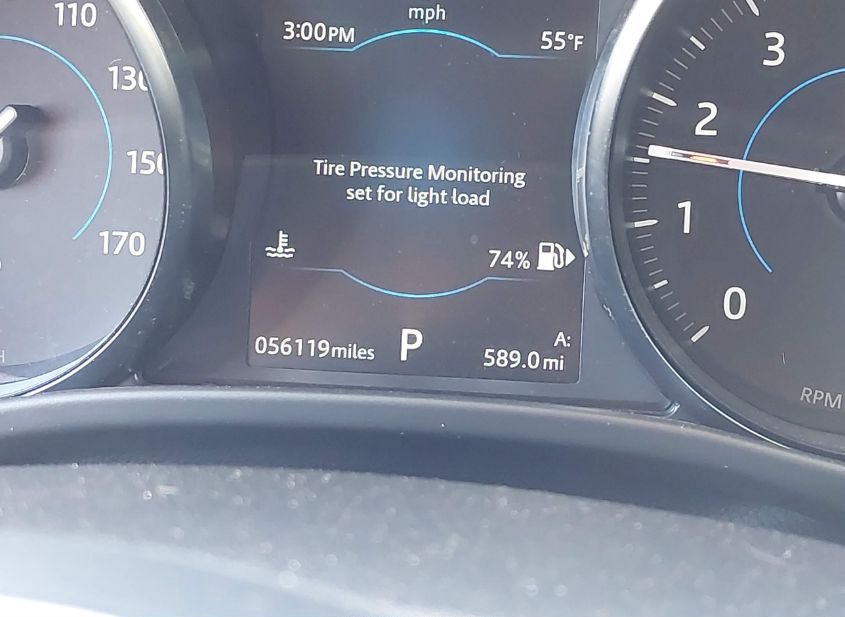 110
mph
3:00PM
55°F
3
130
2
150
Tire Pressure Monitoring
set for light load
1
170
74%
0
056119miles
P
A:
589.0mi
RPM